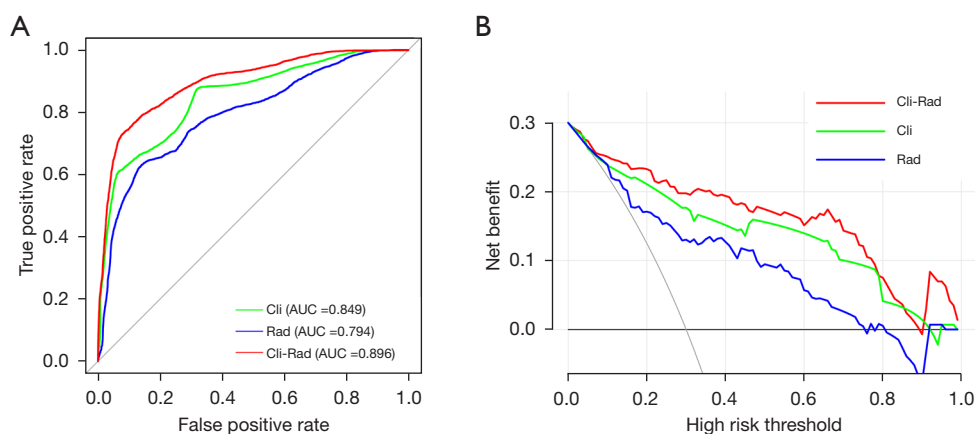 A
True positive rate
1.0
0.8
0.6
0.4
0.2
0.0
Cli (AUC =0.849)
Rad (AUC =0.794)
Cli-Rad (AUC =0.896)
0.0 0.2 0.4 0.6 0.8 1.0
False positive rate
B
Net benefit
0.3
0.2
0.1
0.0
Cli-Rad
Cli
Rad
0.0 0.2 0.4 0.6 0.8 1.0
High risk threshold